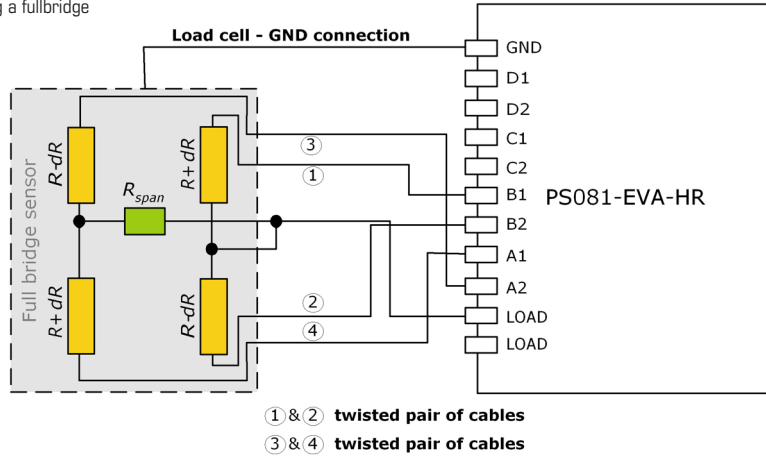 g a fullbridge
Load cell - GND connection
GND
D1
D2
C1
C2
B1
PS081-EVA-HR
B2
A1
A2
LOAD
LOAD
Full bridge sensor
R-dR
R+dR
Rspan
R+dR
R-dR
3
1
2
4
1 & 2 twisted pair of cables
3 & 4 twisted pair of cables